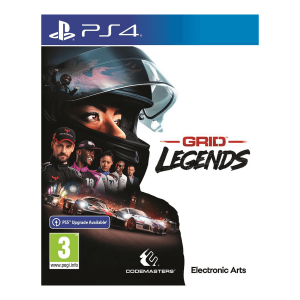 PS4
GRID
LEGENDS
PS5 Upgrade Available
3
www.pegi.info
CODEMASTERS
Electronic Arts